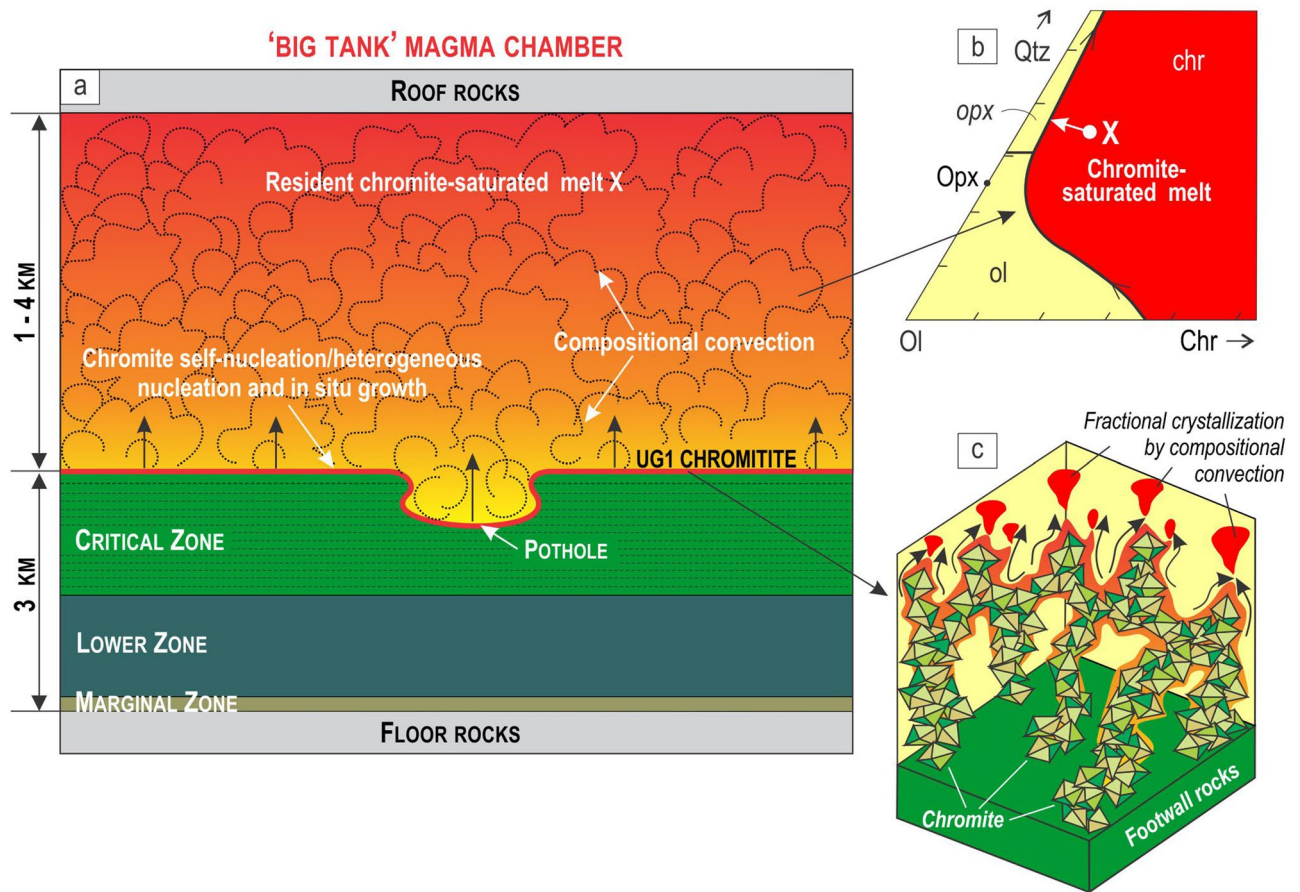 ‘BIG TANK’ MAGMA CHAMBER
a
ROOF ROCKS
Resident chromite-saturated melt X
1 - 4 KM
Chromite self-nucleation/heterogeneous
nucleation and in situ growth
Compositional convection
UG1 CHROMITITE
CRITICAL ZONE
POTHOLE
3 KM
LOWER ZONE
MARGINAL ZONE
FLOOR ROCKS
b
Qtz
chr
opx
X
Opx
Chromite-
saturated melt
ol
Ol
Chr →
Fractional crystallization
by compositional
convection
c
Chromite
Footwall rocks